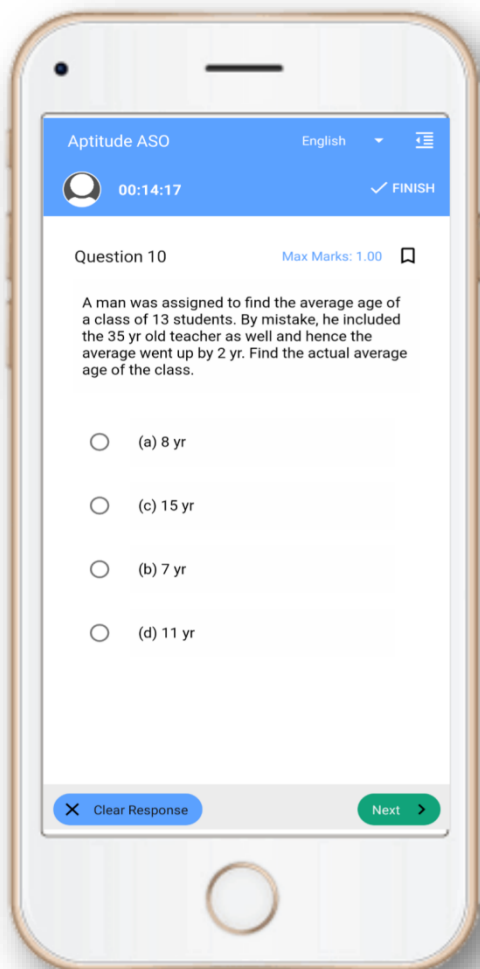 Aptitude ASO English
00:14:17 FINISH
Question 10 Max Marks: 1.00
A man was assigned to find the average age of
a class of 13 students. By mistake, he included
the 35 yr old teacher as well and hence the
average went up by 2 yr. Find the actual average
age of the class.
(a) 8 yr
(c) 15 yr
(b) 7 yr
(d) 11 yr
Clear Response Next